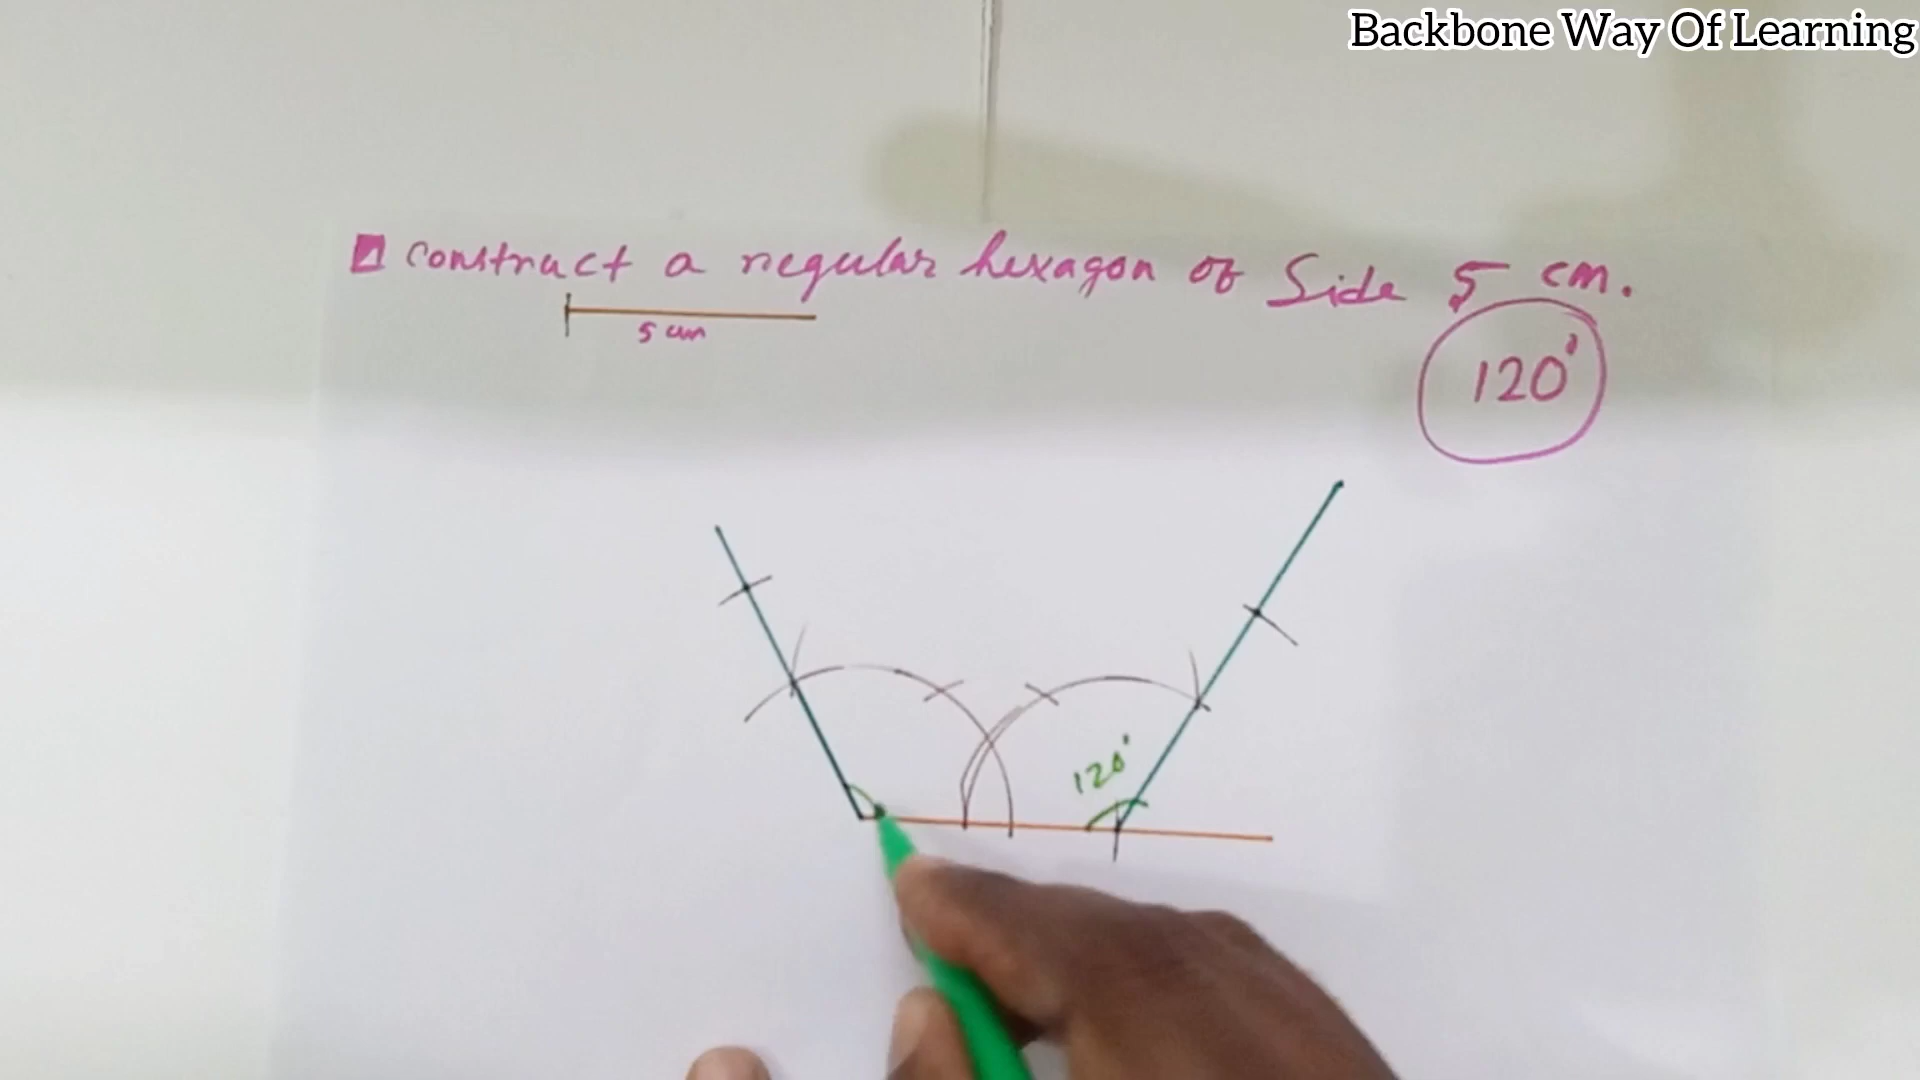 Backbone Way Of Learning
construct a regular hexagon of Side 5 cm.
5 cm
120°
120°